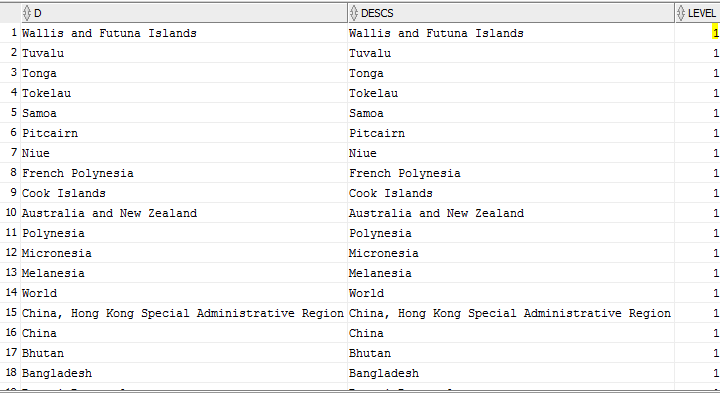 D DESCS LEVEL
1 Wallis and Futuna Islands Wallis and Futuna Islands 1
2 Tuvalu Tuvalu 1
3 Tonga Tonga 1
4 Tokelau Tokelau 1
5 Samoa Samoa 1
6 Pitcairn Pitcairn 1
7 Niue Niue 1
8 French Polynesia French Polynesia 1
9 Cook Islands Cook Islands 1
10 Australia and New Zealand Australia and New Zealand 1
11 Polynesia Polynesia 1
12 Micronesia Micronesia 1
13 Melanesia Melanesia 1
14 World World 1
15 China, Hong Kong Special Administrative Region China, Hong Kong Special Administrative Region 1
16 China China 1
17 Bhutan Bhutan 1
18 Bangladesh Bangladesh 1